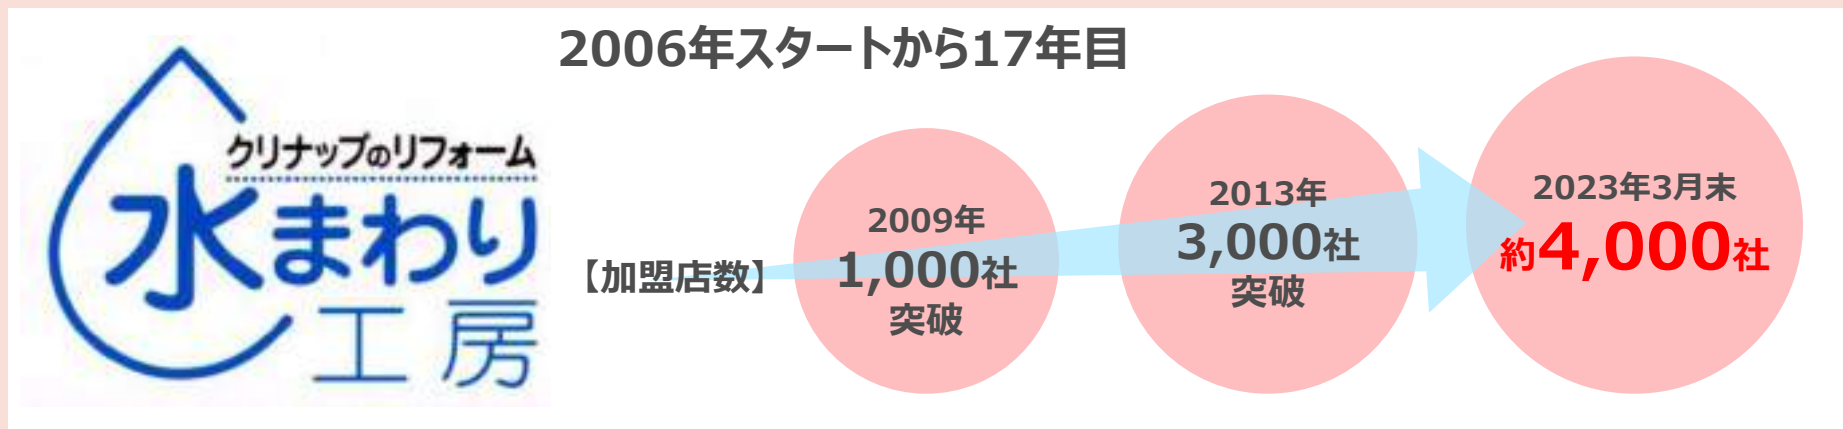 2006年スタートから17年目
クリナップのリフォーム
水まわり
工房
【加盟店数】
2009年
1,000社
突破
2013年
3,000社
突破
2023年3月末
約4,000社